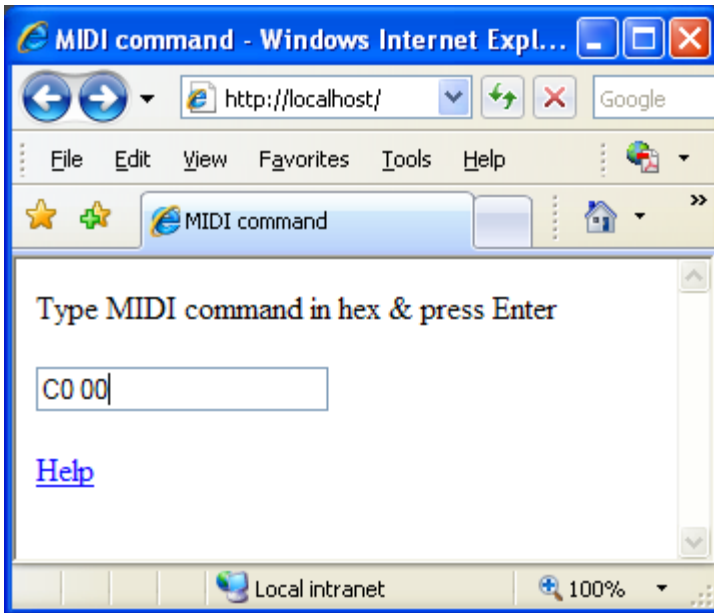 MIDI command - Windows Internet Expl...
http://localhost/ Google
File Edit View Favorites Tools Help
MIDI command »
Type MIDI command in hex & press Enter
C0 00
Help
Local intranet 100%